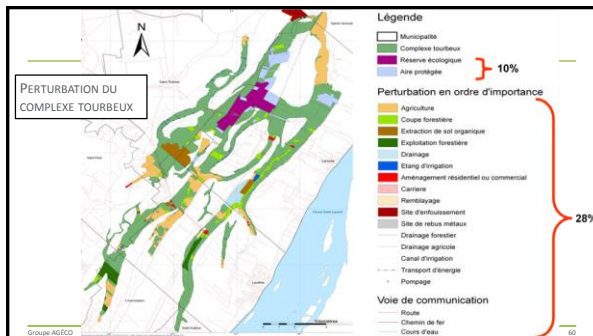 PERTURBATION DU
COMPLEXE TOURBEUX
N
Légende
Municipalité
Complexe tourbeux
Réserve écologique
Aire protégée
10%
Perturbation en ordre d'importance
Agriculture
Coupe forestière
Extraction de sol organique
Exploitation forestière
Drainage
Etang d'irrigation
Aménagement résidentiel ou commercial
Carriere
Remblayage
Site d'enfouissement
Site de rebus métaux
Drainage forestier
Drainage agricole
Canal d'irrigation
Transport d'énergie
Pompage
28%
Voie de communication
Route
Chemin de fer
Cours d'eau
Groupe AGÉCO
60